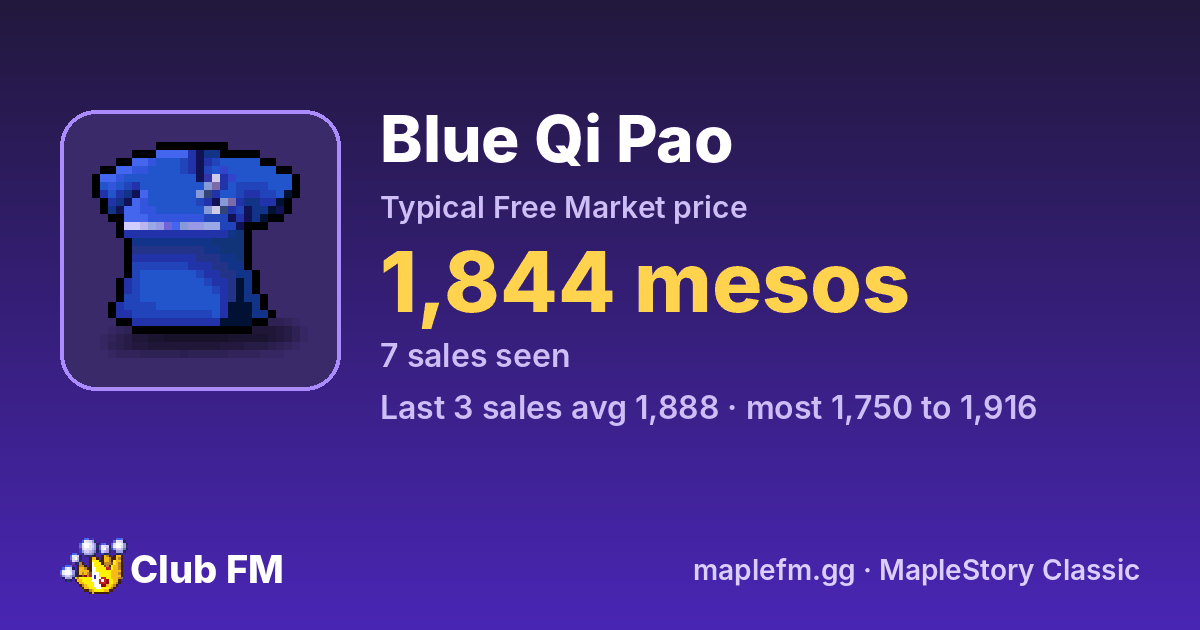 Blue Qi Pao
Typical Free Market price
1,844 mesos
7 sales seen
Last 3 sales avg 1,888 · most 1,750 to 1,916
Club FM
maplefm.gg · MapleStory Classic